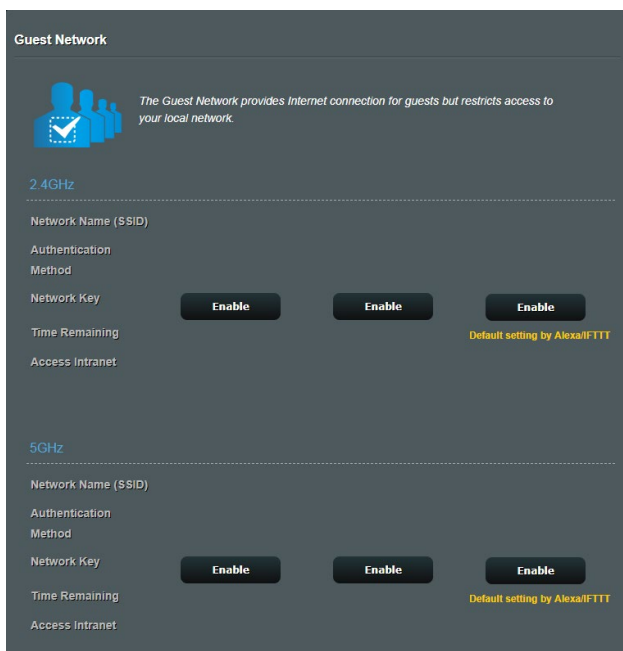 Guest Network
The Guest Network provides Internet connection for guests but restricts access to
your local network.
2.4GHz
Network Name (SSID)
Authentication
Method
Network Key
Enable Enable Enable
Time Remaining
Default setting by Alexa/IFTTT
Access Intranet
5GHz
Network Name (SSID)
Authentication
Method
Network Key
Enable Enable Enable
Time Remaining
Default setting by Alexa/IFTTT
Access Intranet